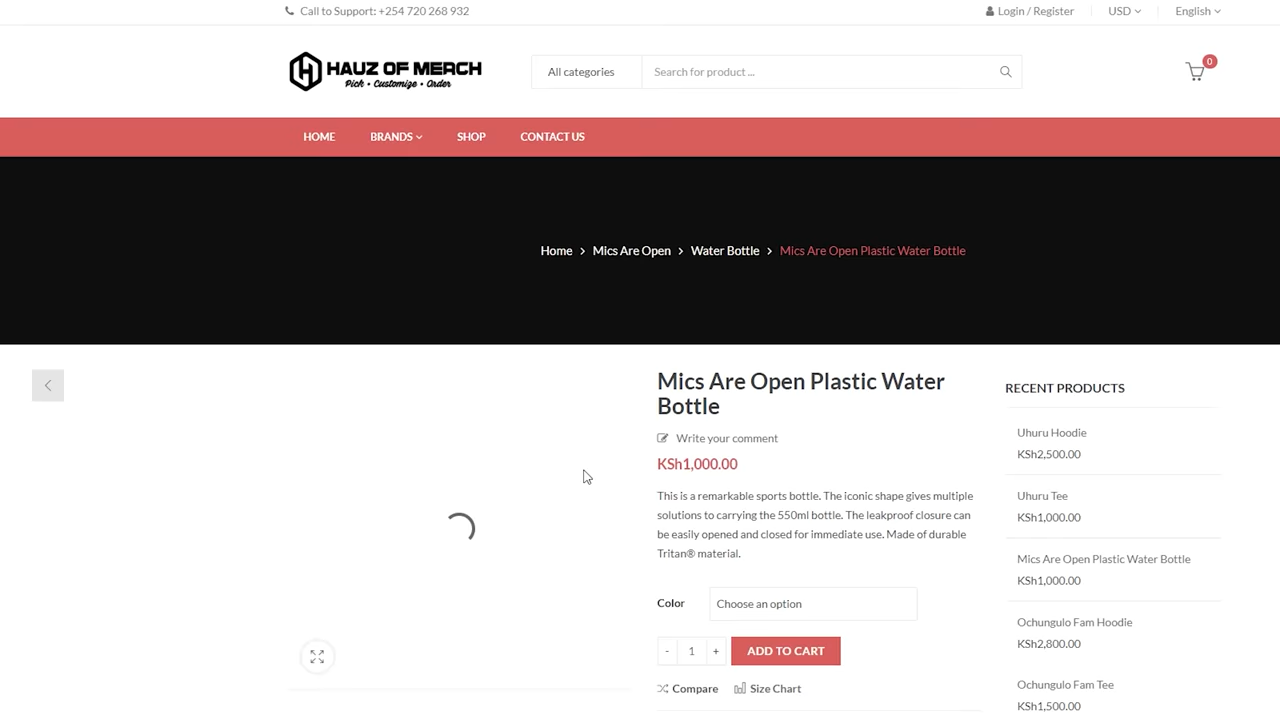 Call to Support: +254 720 268 932
Login / Register
USD
English
HAUZ OF MERCH
Pick • Customize • Order
All categories
Search for product ...
0
HOME
BRANDS
SHOP
CONTACT US
Home > Mics Are Open > Water Bottle > Mics Are Open Plastic Water Bottle
Mics Are Open Plastic Water
Bottle
Write your comment
KSh1,000.00
This is a remarkable sports bottle. The iconic shape gives multiple
solutions to carrying the 550ml bottle. The leakproof closure can
be easily opened and closed for immediate use. Made of durable
Tritan® material.
Color
Choose an option
- 1 +
ADD TO CART
Compare
Size Chart
RECENT PRODUCTS
Uhuru Hoodie
KSh2,500.00
Uhuru Tee
KSh1,000.00
Mics Are Open Plastic Water Bottle
KSh1,000.00
Ochungulo Fam Hoodie
KSh2,800.00
Ochungulo Fam Tee
KSh1,500.00